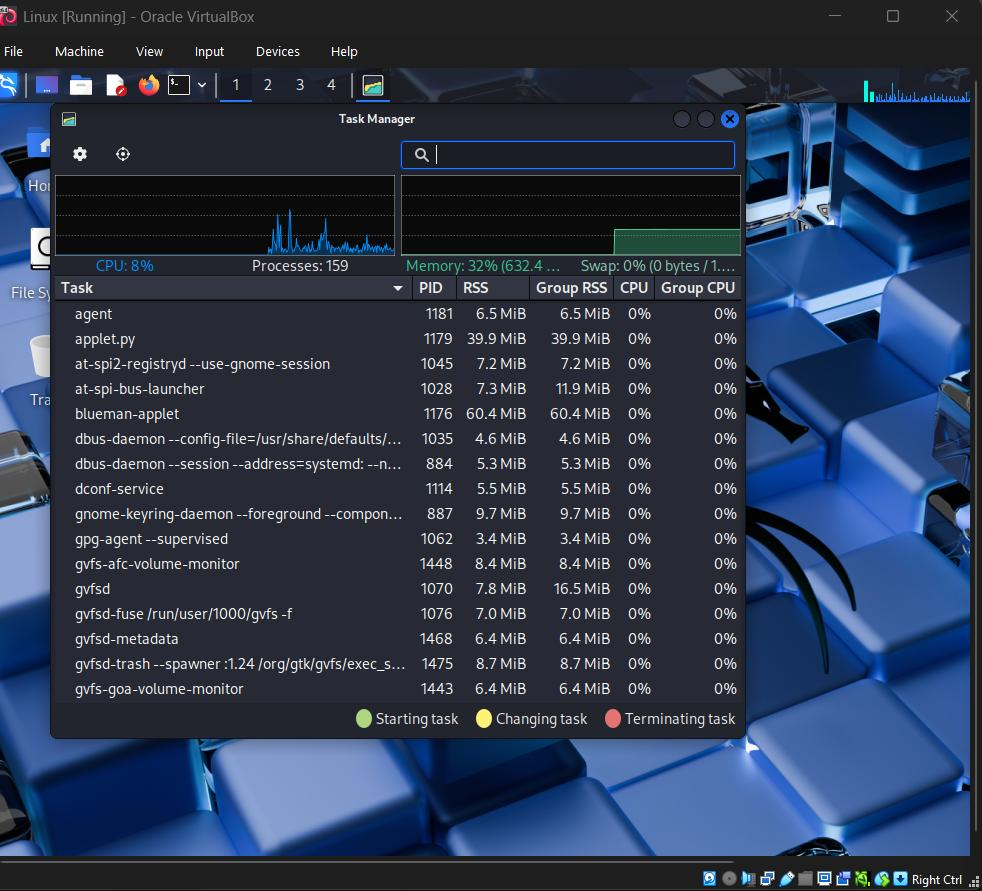 Linux [Running] - Oracle VirtualBox
File Machine View Input Devices Help
1 2 3 4
Task Manager
CPU: 8% Processes: 159 Memory: 32% (632.4 ... Swap: 0% (0 bytes / 1....
Task PID RSS Group RSS CPU Group CPU
agent 1181 6.5 MiB 6.5 MiB 0% 0%
applet.py 1179 39.9 MiB 39.9 MiB 0% 0%
at-spi2-registryd --use-gnome-session 1045 7.2 MiB 7.2 MiB 0% 0%
at-spi-bus-launcher 1028 7.3 MiB 11.9 MiB 0% 0%
blueman-applet 1176 60.4 MiB 60.4 MiB 0% 0%
dbus-daemon --config-file=/usr/share/defaults/... 1035 4.6 MiB 4.6 MiB 0% 0%
dbus-daemon --session --address=systemd: --n... 884 5.3 MiB 5.3 MiB 0% 0%
dconf-service 1114 5.5 MiB 5.5 MiB 0% 0%
gnome-keyring-daemon --foreground --compon... 887 9.7 MiB 9.7 MiB 0% 0%
gpg-agent --supervised 1062 3.4 MiB 3.4 MiB 0% 0%
gvfs-afc-volume-monitor 1448 8.4 MiB 8.4 MiB 0% 0%
gvfsd 1070 7.8 MiB 16.5 MiB 0% 0%
gvfsd-fuse /run/user/1000/gvfs -f 1076 7.0 MiB 7.0 MiB 0% 0%
gvfsd-metadata 1468 6.4 MiB 6.4 MiB 0% 0%
gvfsd-trash --spawner :1.24 /org/gtk/gvfs/exec_s... 1475 8.7 MiB 8.7 MiB 0% 0%
gvfs-goa-volume-monitor 1443 6.4 MiB 6.4 MiB 0% 0%
Starting task Changing task Terminating task
Hor
File Sy
Tra
Right Ctrl